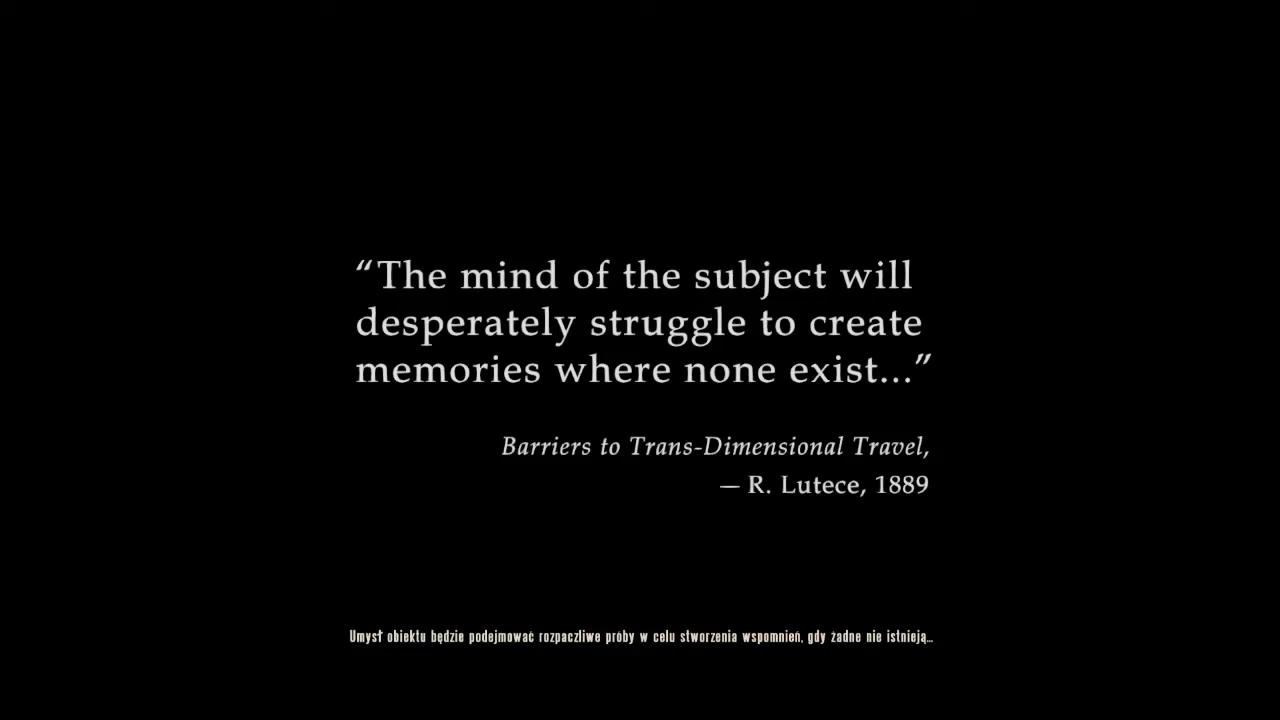 “The mind of the subject will
desperately struggle to create
memories where none exist...”
Barriers to Trans-Dimensional Travel,
— R. Lutece, 1889
Umysł obiektu będzie podejmować rozpaczliwe próby w celu stworzenia wspomnień, gdy żadne nie istnieją...